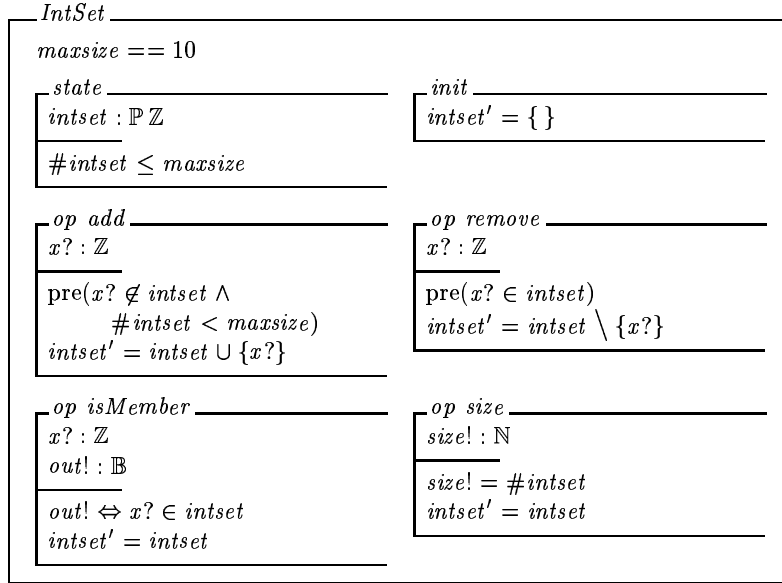 IntSet
maxsize == 10
state
intset : ℙ ℤ
#intset ≤ maxsize
init
intset′ = { }
op add
x? : ℤ
pre(x? ∉ intset ∧
#intset < maxsize)
intset′ = intset ∪ {x?}
op remove
x? : ℤ
pre(x? ∈ intset)
intset′ = intset \ {x?}
op isMember
x? : ℤ
out! : 𝔹
out! ⇔ x? ∈ intset
intset′ = intset
op size
size! : ℕ
size! = #intset
intset′ = intset